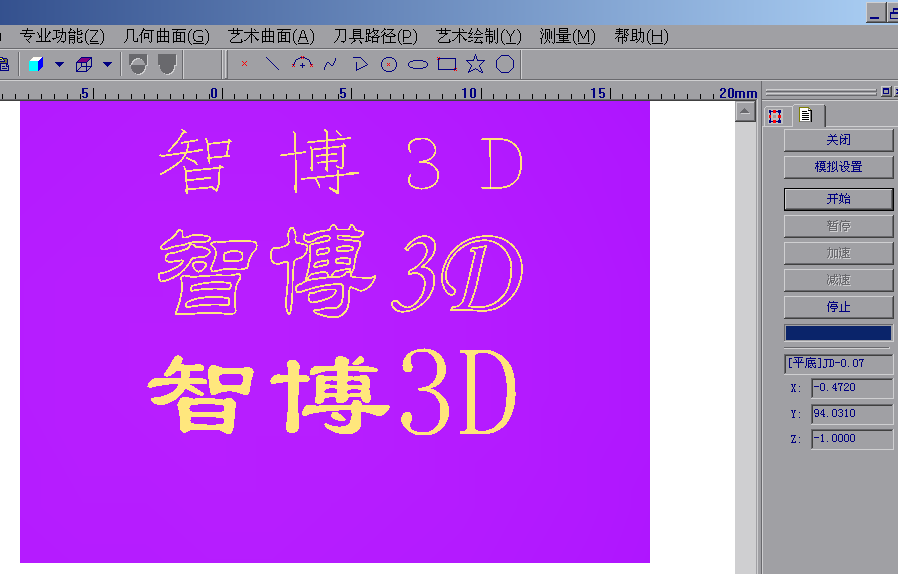 专业功能(Z) 几何曲面(G) 艺术曲面(A) 刀具路径(P) 艺术绘制(Y) 测量(M) 帮助(H)
5 0 5 10 15 20mm
智博3D
智博3D
智博3D
关闭
模拟设置
开始
暂停
加速
减速
停止
[平底]JD-0.07
X: -0.4720
Y: 94.0310
Z: -1.0000